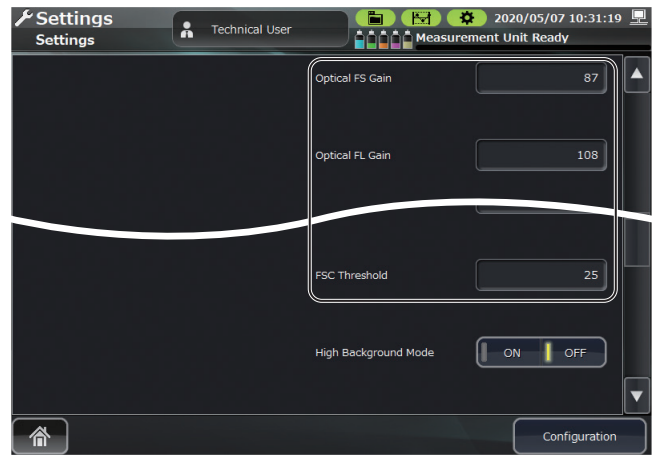 Settings
Settings
Technical User
2020/05/07 10:31:19
Measurement Unit Ready
Optical FS Gain 87
Optical FL Gain 108
FSC Threshold 25
High Background Mode ON OFF
Configuration